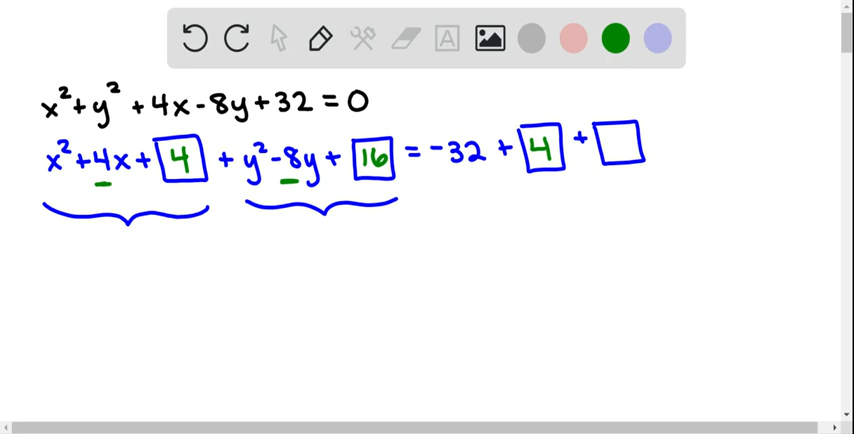 x² + y² + 4x - 8y + 32 = 0
x² + 4x + 4 + y² - 8y + 16 = -32 + 4 +